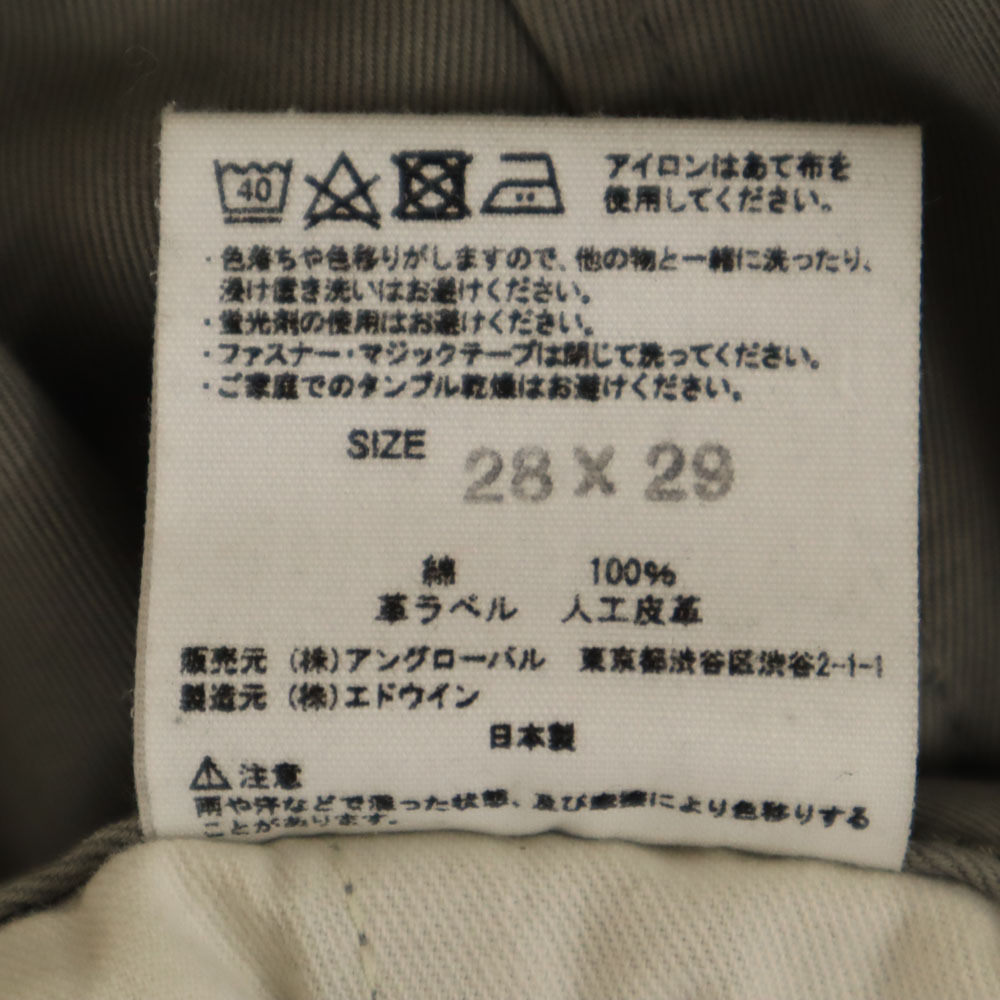 40
アイロンはあて布を
使用してください。
・色落ちや色移りがしますので、他の物と一緒に洗ったり、
浸け置き洗いはお避けください。
・蛍光剤の使用はお避けください。
・ファスナー・マジックテープは閉じて洗ってください。
・ご家庭でのタンブル乾燥はお避けください。
SIZE 28 X 29
綿 100%
革ラベル 人工皮革
販売元 (株)アングローバル 東京都渋谷区渋谷2-1-1
製造元 (株)エドウイン
日本製
注意
雨や汗などで湿った状態、及び摩擦により色移りする
ことがあります。